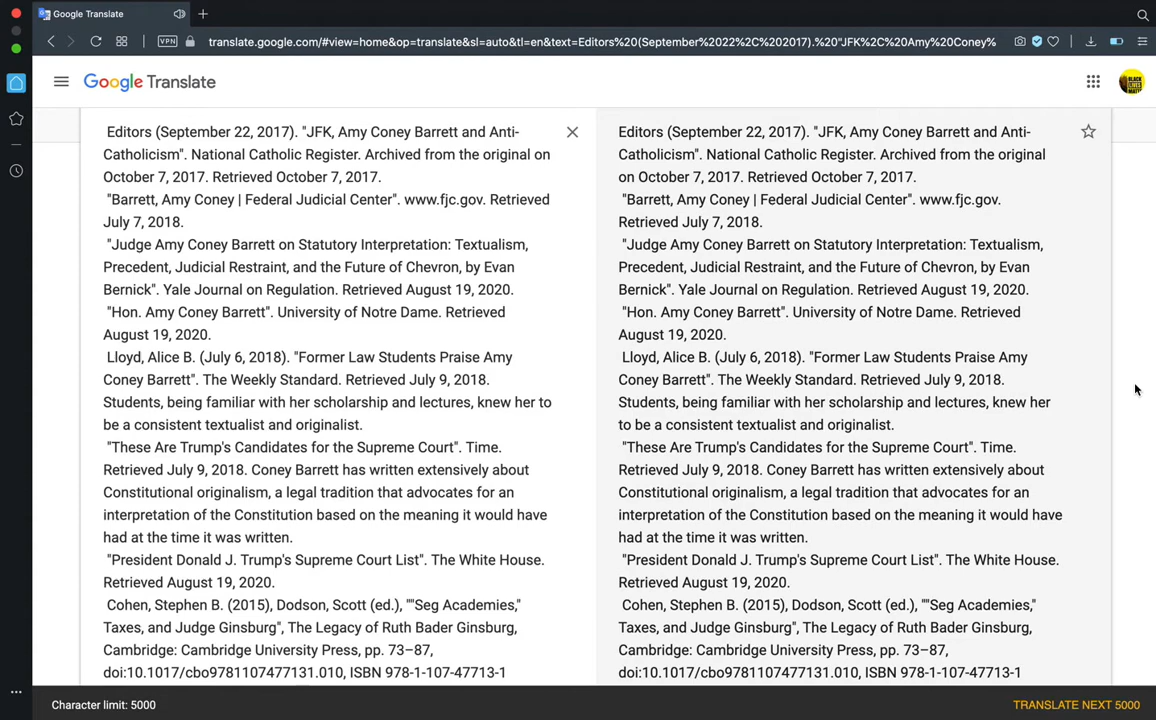 Google Translate
VPN
translate.google.com/#view=home&op=translate&sl=auto&tl=en&text=Editors%20(September%2022%2C%202017).%20"JFK%2C%20Amy%20Coney%
Google Translate
BLACK
LIVES
MATTER
Editors (September 22, 2017). "JFK, Amy Coney Barrett and Anti-
Catholicism". National Catholic Register. Archived from the original on
October 7, 2017. Retrieved October 7, 2017.
"Barrett, Amy Coney | Federal Judicial Center". www.fjc.gov. Retrieved
July 7, 2018.
"Judge Amy Coney Barrett on Statutory Interpretation: Textualism,
Precedent, Judicial Restraint, and the Future of Chevron, by Evan
Bernick". Yale Journal on Regulation. Retrieved August 19, 2020.
"Hon. Amy Coney Barrett". University of Notre Dame. Retrieved
August 19, 2020.
Lloyd, Alice B. (July 6, 2018). "Former Law Students Praise Amy
Coney Barrett". The Weekly Standard. Retrieved July 9, 2018.
Students, being familiar with her scholarship and lectures, knew her to
be a consistent textualist and originalist.
"These Are Trump's Candidates for the Supreme Court". Time.
Retrieved July 9, 2018. Coney Barrett has written extensively about
Constitutional originalism, a legal tradition that advocates for an
interpretation of the Constitution based on the meaning it would have
had at the time it was written.
"President Donald J. Trump's Supreme Court List". The White House.
Retrieved August 19, 2020.
Cohen, Stephen B. (2015), Dodson, Scott (ed.), ""Seg Academies,"
Taxes, and Judge Ginsburg", The Legacy of Ruth Bader Ginsburg,
Cambridge: Cambridge University Press, pp. 73–87,
doi:10.1017/cbo9781107477131.010, ISBN 978-1-107-47713-1
Editors (September 22, 2017). "JFK, Amy Coney Barrett and Anti-
Catholicism". National Catholic Register. Archived from the original
on October 7, 2017. Retrieved October 7, 2017.
"Barrett, Amy Coney | Federal Judicial Center". www.fjc.gov.
Retrieved July 7, 2018.
"Judge Amy Coney Barrett on Statutory Interpretation: Textualism,
Precedent, Judicial Restraint, and the Future of Chevron, by Evan
Bernick". Yale Journal on Regulation. Retrieved August 19, 2020.
"Hon. Amy Coney Barrett". University of Notre Dame. Retrieved
August 19, 2020.
Lloyd, Alice B. (July 6, 2018). "Former Law Students Praise Amy
Coney Barrett". The Weekly Standard. Retrieved July 9, 2018.
Students, being familiar with her scholarship and lectures, knew her
to be a consistent textualist and originalist.
"These Are Trump's Candidates for the Supreme Court". Time.
Retrieved July 9, 2018. Coney Barrett has written extensively about
Constitutional originalism, a legal tradition that advocates for an
interpretation of the Constitution based on the meaning it would have
had at the time it was written.
"President Donald J. Trump's Supreme Court List". The White House.
Retrieved August 19, 2020.
Cohen, Stephen B. (2015), Dodson, Scott (ed.), ""Seg Academies,"
Taxes, and Judge Ginsburg", The Legacy of Ruth Bader Ginsburg,
Cambridge: Cambridge University Press, pp. 73–87,
doi:10.1017/cbo9781107477131.010, ISBN 978-1-107-47713-1
Character limit: 5000
TRANSLATE NEXT 5000